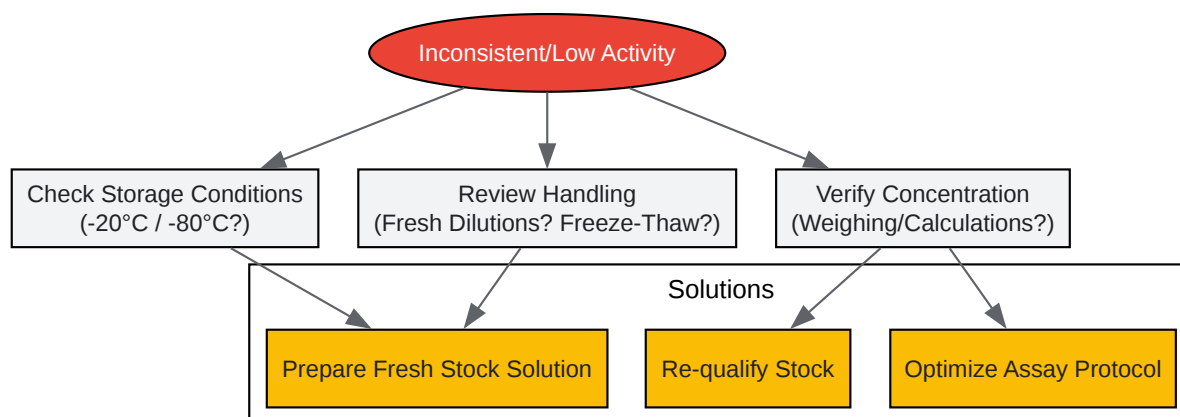 Inconsistent/Low Activity
Check Storage Conditions
(-20°C / -80°C?)
Review Handling
(Fresh Dilutions? Freeze-Thaw?)
Verify Concentration
(Weighing/Calculations?)
Solutions
Prepare Fresh Stock Solution
Re-qualify Stock
Optimize Assay Protocol